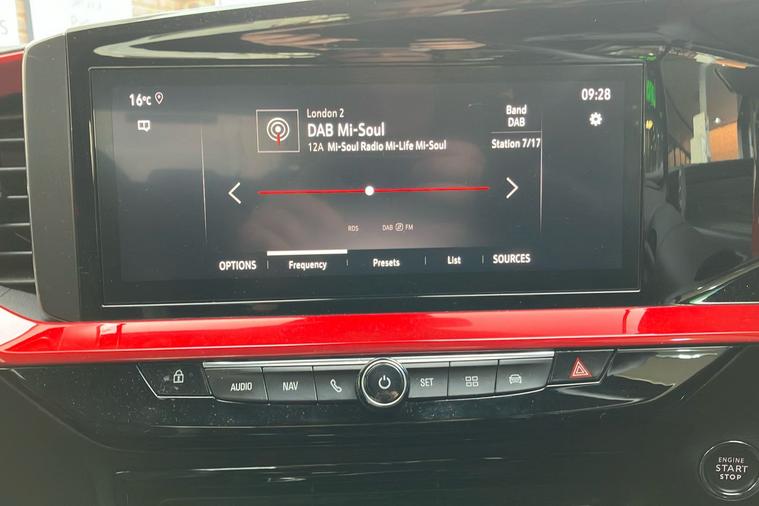 16°C
09:28
London 2
DAB Mi-Soul
12A Mi-Soul Radio Mi-Life Mi-Soul
Band
DAB
Station 7/17
RDS DAB FM
OPTIONS Frequency Presets List SOURCES
AUDIO NAV SET
ENGINE
START
STOP